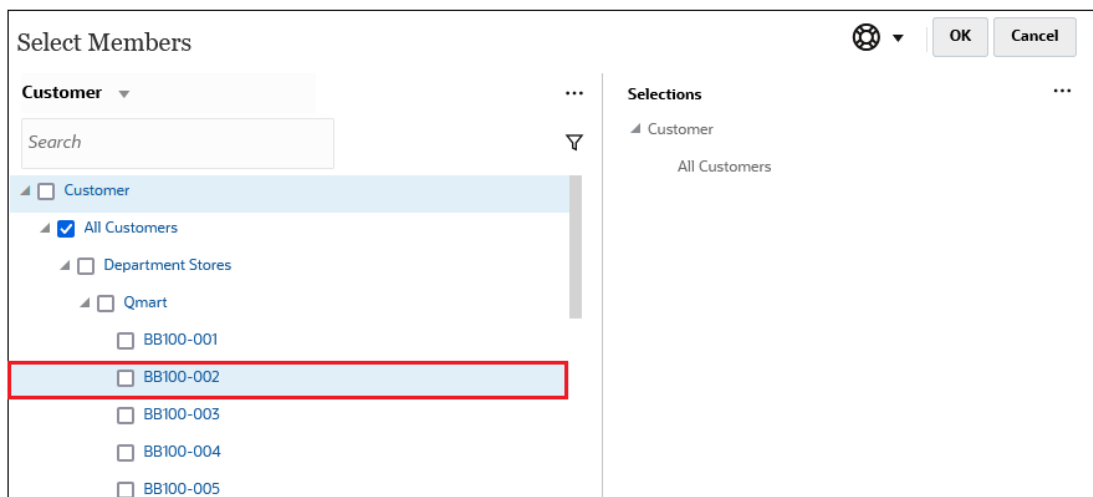 Select Members
OK
Cancel
Customer
Search
Customer
All Customers
Department Stores
Qmart
BB100-001
BB100-002
BB100-003
BB100-004
BB100-005
Selections
Customer
All Customers